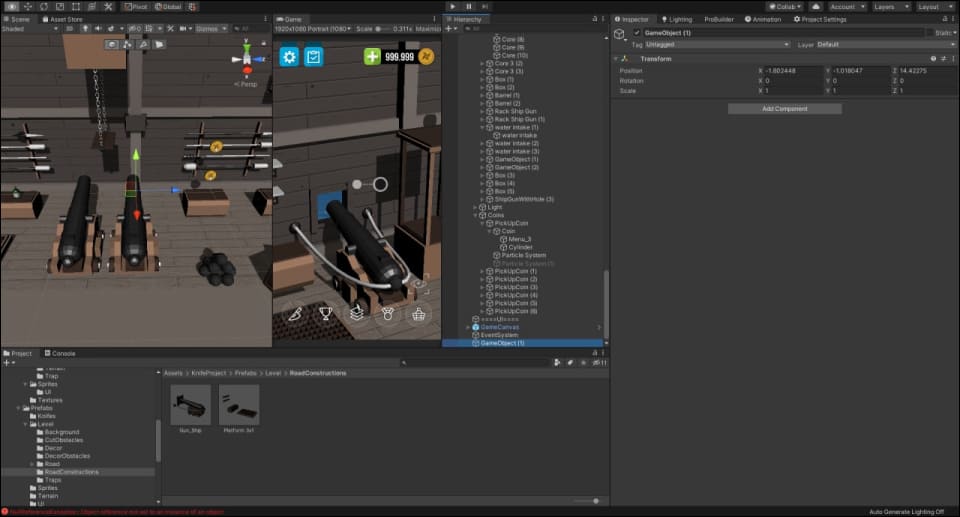 Pivot Global Collab Account Layers Layout
Scene Asset Store
Shaded 2D Gizmos All
Persp
Game
1920x1080 Portrait (1080 Scale 0.311x Maximize
999.999
Hierarchy
All
Core (8)
Core (9)
Core (10)
Core 3 (2)
Core 3 (3)
Box (1)
Box (2)
Barrel (1)
Barrel (2)
Rack Ship Gun
Rack Ship Gun (1)
water intake (1)
water intake
water intake (2)
water intake (3)
GameObject (1)
GameObject (2)
Box (3)
Box (4)
Box (5)
ShipGunWithHole (3)
Light
Coins
PickUpCoin
Coin
Menu_3
Cylinder
Particle System
Particle System (1)
PickUpCoin (1)
PickUpCoin (2)
PickUpCoin (3)
PickUpCoin (4)
PickUpCoin (5)
PickUpCoin (6)
====UI====
GameCanvas
EventSystem
GameObject (1)
Inspector Lighting ProBuilder Animation Project Settings
GameObject (1) Static
Tag Untagged Layer Default
Transform
Position X -1.602448 Y -1.018047 Z 14.42275
Rotation X 0 Y 0 Z 0
Scale X 1 Y 1 Z 1
Add Component
Project Console
11
Terrain
Trap
Sprites
UI
Textures
Prefabs
Knifes
Level
Background
CutObstacles
Decor
DecorObstacles
Road
RoadConstructions
Traps
Sprites
Terrain
UI
Assets > KnifeProject > Prefabs > Level > RoadConstructions
Gun_Ship
Platform 3x1
NullReferenceException: Object reference not set to an instance of an object
Auto Generate Lighting Off